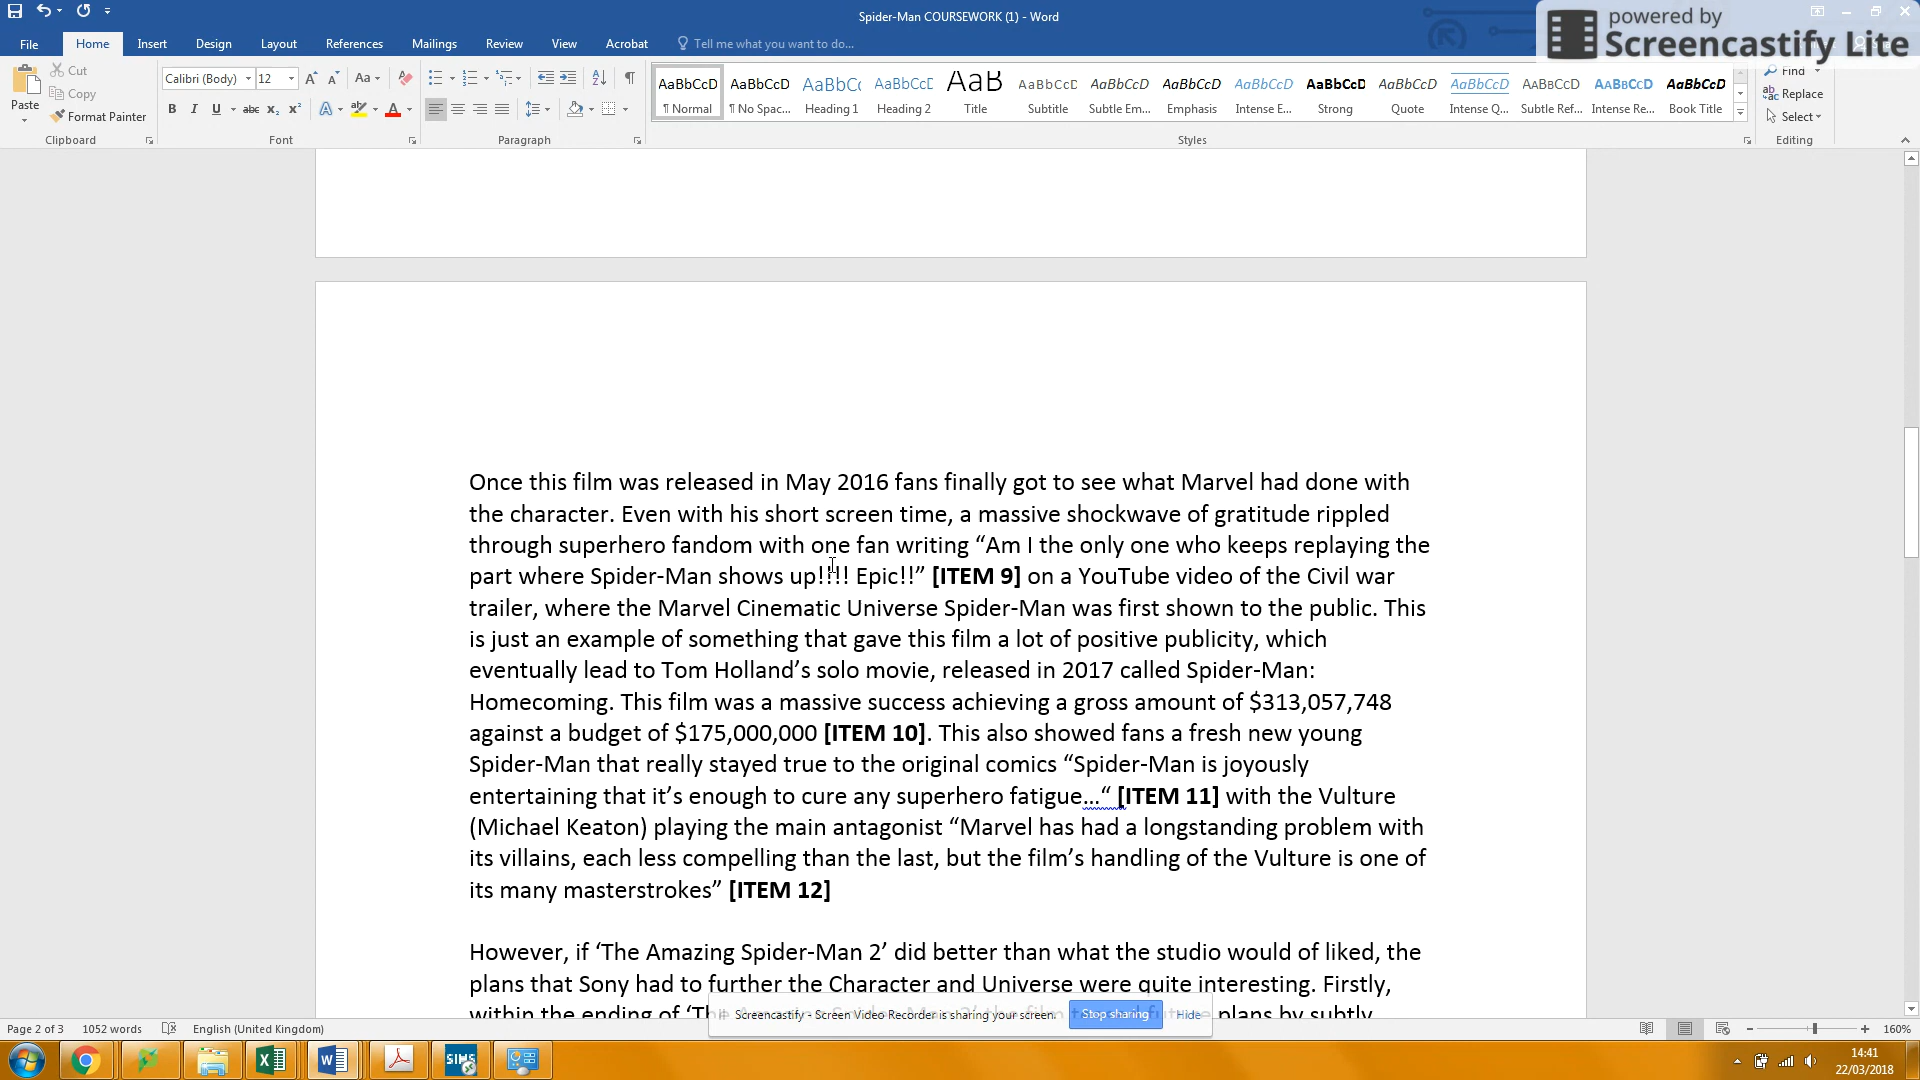 Spider-Man COURSEWORK (1) - Word
powered by
Screencastify Lite
File Home Insert Design Layout References Mailings Review View Acrobat Tell me what you want to do...
Paste
Cut
Copy
Format Painter
Clipboard
Calibri (Body) 12
Font
Paragraph
AaBbCcD AaBbCcD AaBbCc AaBbCcD AaB AaBbCcD AaBbCcD AaBbCcD AaBbCcD AaBbCcD AaBbCcD AaBbCcD AaBbCcD AaBbCcD AaBbCcD
¶ Normal ¶ No Spac... Heading 1 Heading 2 Title Subtitle Subtle Em... Emphasis Intense E... Strong Quote Intense Q... Subtle Ref... Intense Re... Book Title
Styles
Find
Replace
Select
Editing
Once this film was released in May 2016 fans finally got to see what Marvel had done with
the character. Even with his short screen time, a massive shockwave of gratitude rippled
through superhero fandom with one fan writing “Am I the only one who keeps replaying the
part where Spider-Man shows up!!!! Epic!!” [ITEM 9] on a YouTube video of the Civil war
trailer, where the Marvel Cinematic Universe Spider-Man was first shown to the public. This
is just an example of something that gave this film a lot of positive publicity, which
eventually lead to Tom Holland’s solo movie, released in 2017 called Spider-Man:
Homecoming. This film was a massive success achieving a gross amount of $313,057,748
against a budget of $175,000,000 [ITEM 10]. This also showed fans a fresh new young
Spider-Man that really stayed true to the original comics “Spider-Man is joyously
entertaining that it’s enough to cure any superhero fatigue…“ [ITEM 11] with the Vulture
(Michael Keaton) playing the main antagonist “Marvel has had a longstanding problem with
its villains, each less compelling than the last, but the film’s handling of the Vulture is one of
its many masterstrokes” [ITEM 12]
However, if ‘The Amazing Spider-Man 2’ did better than what the studio would of liked, the
plans that Sony had to further the Character and Universe were quite interesting. Firstly,
within the ending of ‘The Amazing Spider-Man 2’ the film plans by subtly
Screencastify - Screen Video Recorder is sharing your screen. Stop sharing Hide
Page 2 of 3 1052 words English (United Kingdom) 160%
SIMS
14:41
22/03/2018